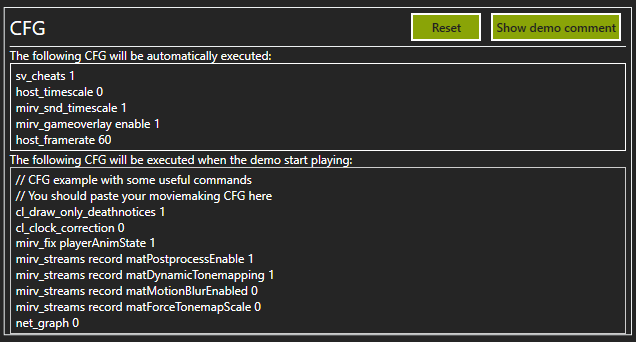 CFG
Reset
Show demo comment
The following CFG will be automatically executed:
sv_cheats 1
host_timescale 0
mirv_snd_timescale 1
mirv_gameoverlay enable 1
host_framerate 60
The following CFG will be executed when the demo start playing:
// CFG example with some useful commands
// You should paste your moviemaking CFG here
cl_draw_only_deathnotices 1
cl_clock_correction 0
mirv_fix playerAnimState 1
mirv_streams record matPostprocessEnable 1
mirv_streams record matDynamicTonemapping 1
mirv_streams record matMotionBlurEnabled 0
mirv_streams record matForceTonemapScale 0
net_graph 0